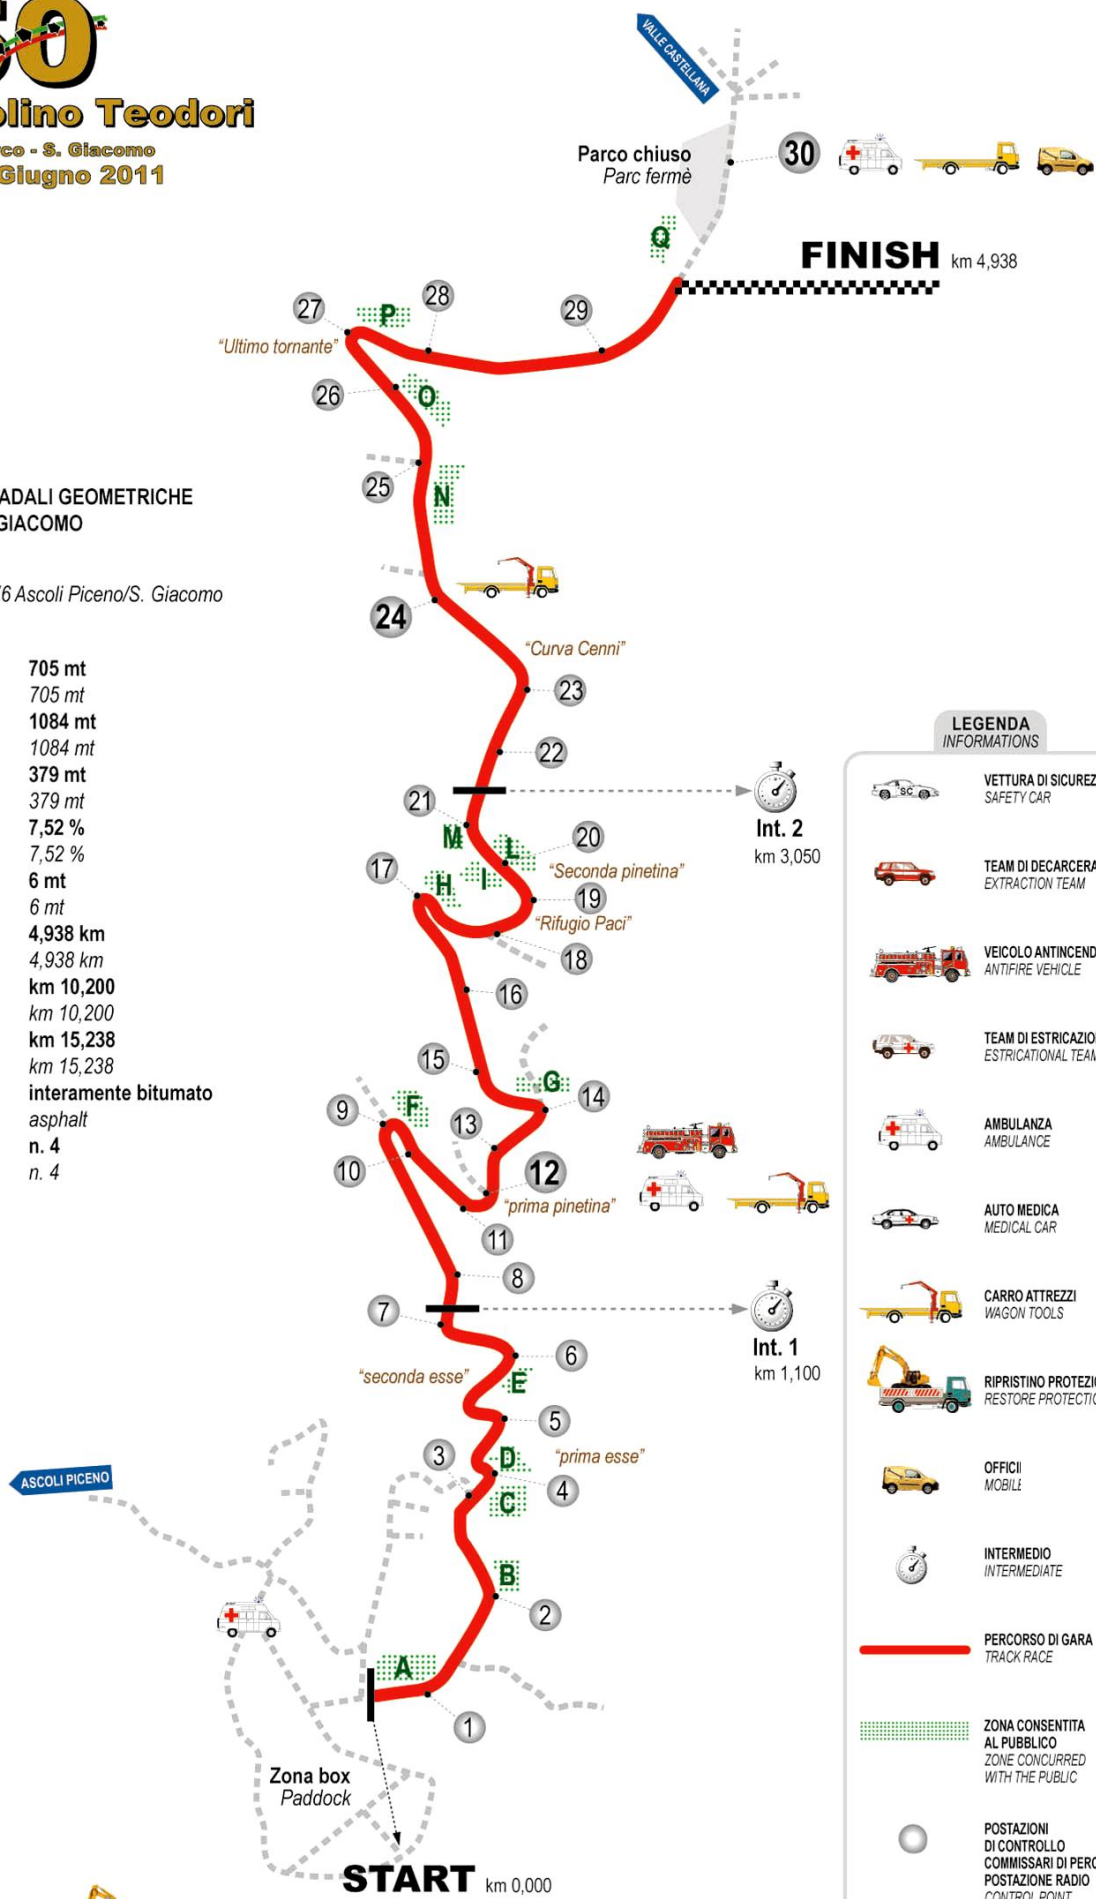 50
olino Teodori
rco - S. Giacomo
Giugno 2011
VALLE CASTELLANA
Parco chiuso
Parc fermè
30
Q
FINISH km 4,938
27
P
28
29
"Ultimo tornante"
26
O
25
N
ADALI GEOMETRICHE
GIACOMO
/6 Ascoli Piceno/S. Giacomo
24
"Curva Cenni"
23
22
705 mt
705 mt
1084 mt
1084 mt
379 mt
379 mt
7,52 %
7,52 %
6 mt
6 mt
4,938 km
4,938 km
km 10,200
km 10,200
km 15,238
km 15,238
interamente bitumato
asphalt
n. 4
n. 4
21
Int. 2
km 3,050
M
L
20
"Seconda pinetina"
17
H
I
19
"Rifugio Paci"
18
16
15
G
14
9
F
13
10
12
"prima pinetina"
11
8
7
Int. 1
km 1,100
6
"seconda esse"
E
5
3
D
"prima esse"
4
C
ASCOLI PICENO
B
2
A
1
Zona box
Paddock
START km 0,000
LEGENDA
INFORMATIONS
SC
VETTURA DI SICUREZ
SAFETY CAR
TEAM DI DECARCERA
EXTRACTION TEAM
VEICOLO ANTINCEND
ANTIFIRE VEHICLE
TEAM DI ESTRICAZIO
ESTRICATIONAL TEAM
AMBULANZA
AMBULANCE
AUTO MEDICA
MEDICAL CAR
CARRO ATTREZZI
WAGON TOOLS
RIPRISTINO PROTEZI
RESTORE PROTECTI
OFFICI
MOBILE
INTERMEDIO
INTERMEDIATE
PERCORSO DI GARA
TRACK RACE
ZONA CONSENTITA
AL PUBBLICO
ZONE CONCURRED
WITH THE PUBLIC
POSTAZIONI
DI CONTROLLO
COMMISSARI DI PERC
POSTAZIONE RADIO
CONTROL POINT